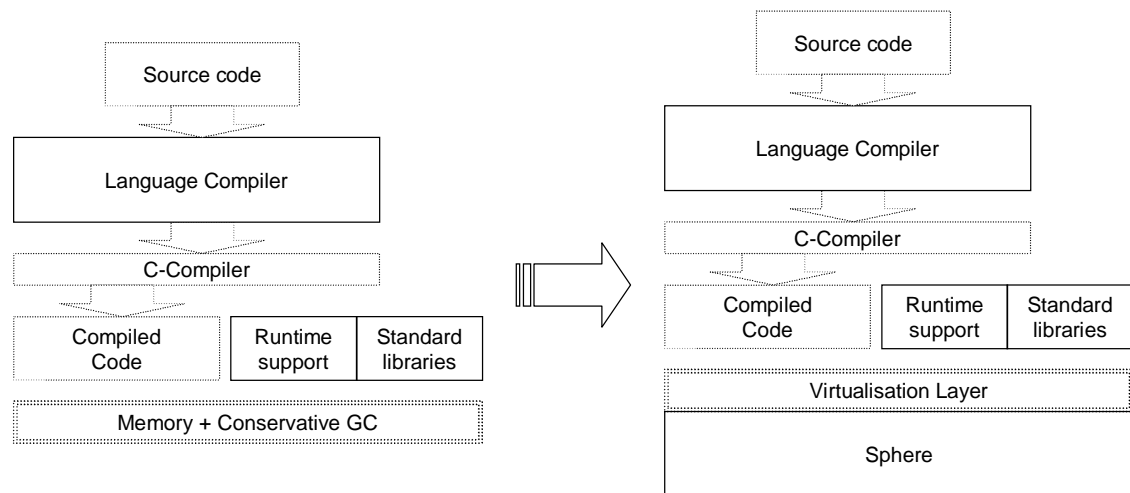 Source code
Language Compiler
C-Compiler
Compiled
Code
Runtime
support
Standard
libraries
Memory + Conservative GC
Source code
Language Compiler
C-Compiler
Compiled
Code
Runtime
support
Standard
libraries
Virtualisation Layer
Sphere